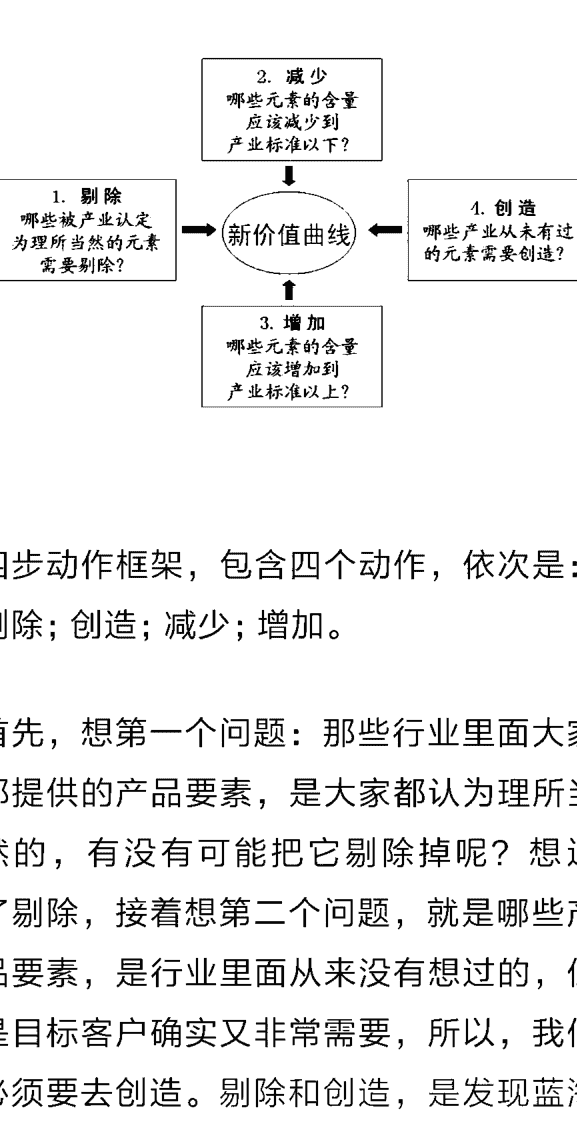 2. 减少
哪些元素的含量
应该减少到
产业标准以下？
1. 剔除
哪些被产业认定
为理所当然的元素
需要剔除？
新价值曲线
4. 创造
哪些产业从未有过
的元素需要创造？
3. 增加
哪些元素的含量
应该增加到
产业标准以上？
四步动作框架，包含四个动作，依次是：
剔除；创造；减少；增加。
首先，想第一个问题：那些行业里面大家
都提供的产品要素，是大家都认为理所当
然的，有没有可能把它剔除掉呢？想过
了剔除，接着想第二个问题，就是哪些产
品要素，是行业里面从来没有想过的，但
是目标客户确实又非常需要，所以，我们
必须要去创造。剔除和创造，是发现蓝海